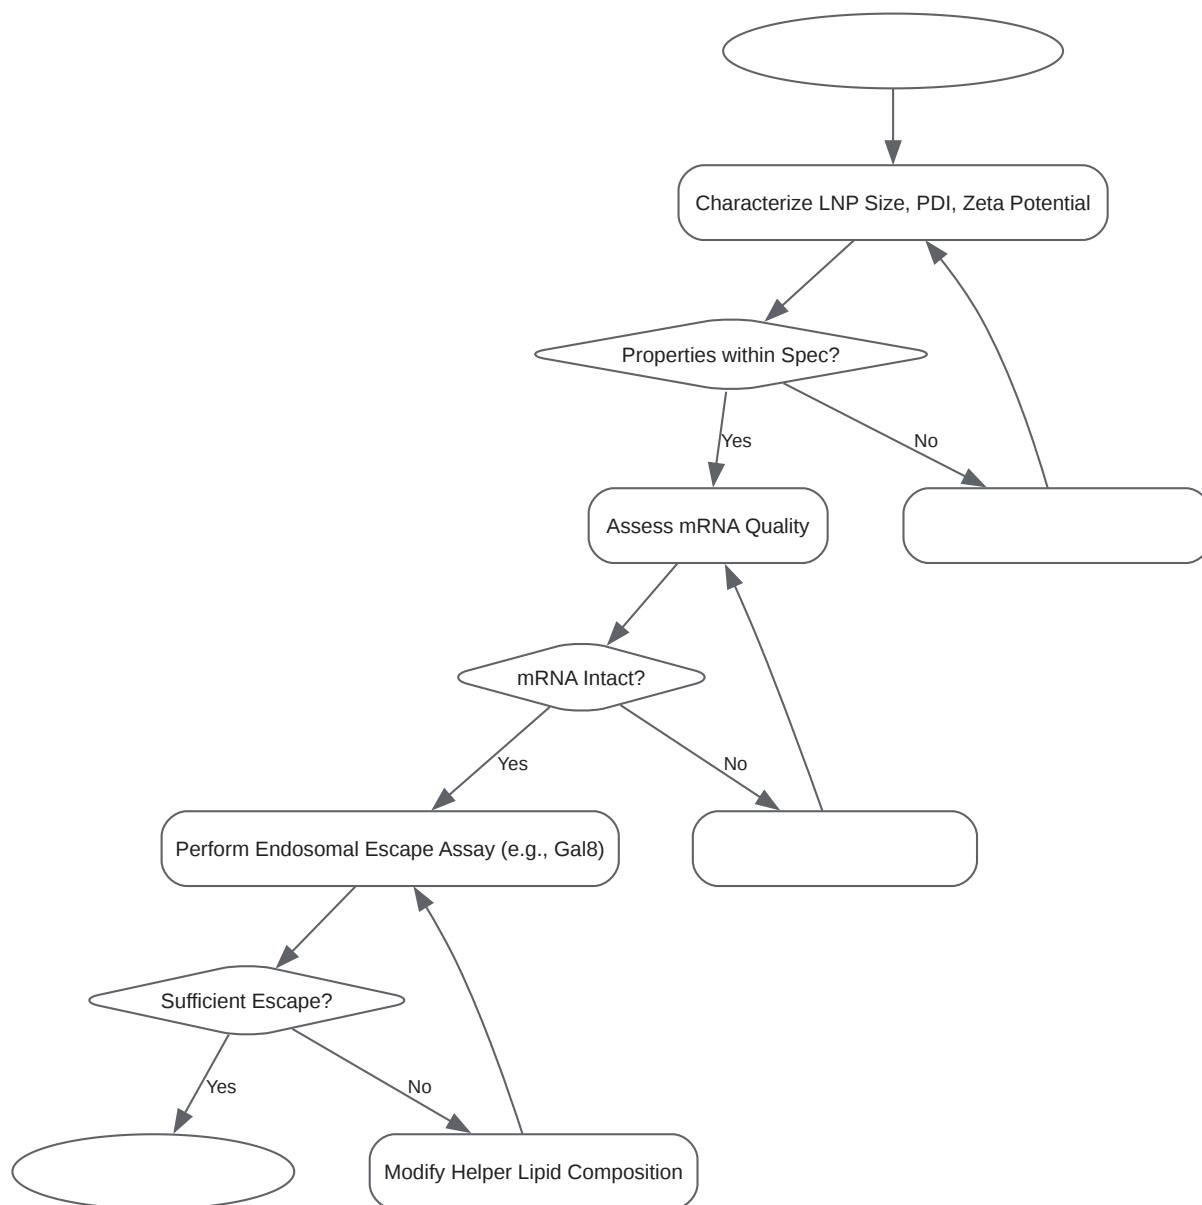 Characterize LNP Size, PDI, Zeta Potential
Properties within Spec?
Yes
No
Assess mRNA Quality
mRNA Intact?
Yes
No
Perform Endosomal Escape Assay (e.g., Gal8)
Sufficient Escape?
Yes
No
Modify Helper Lipid Composition